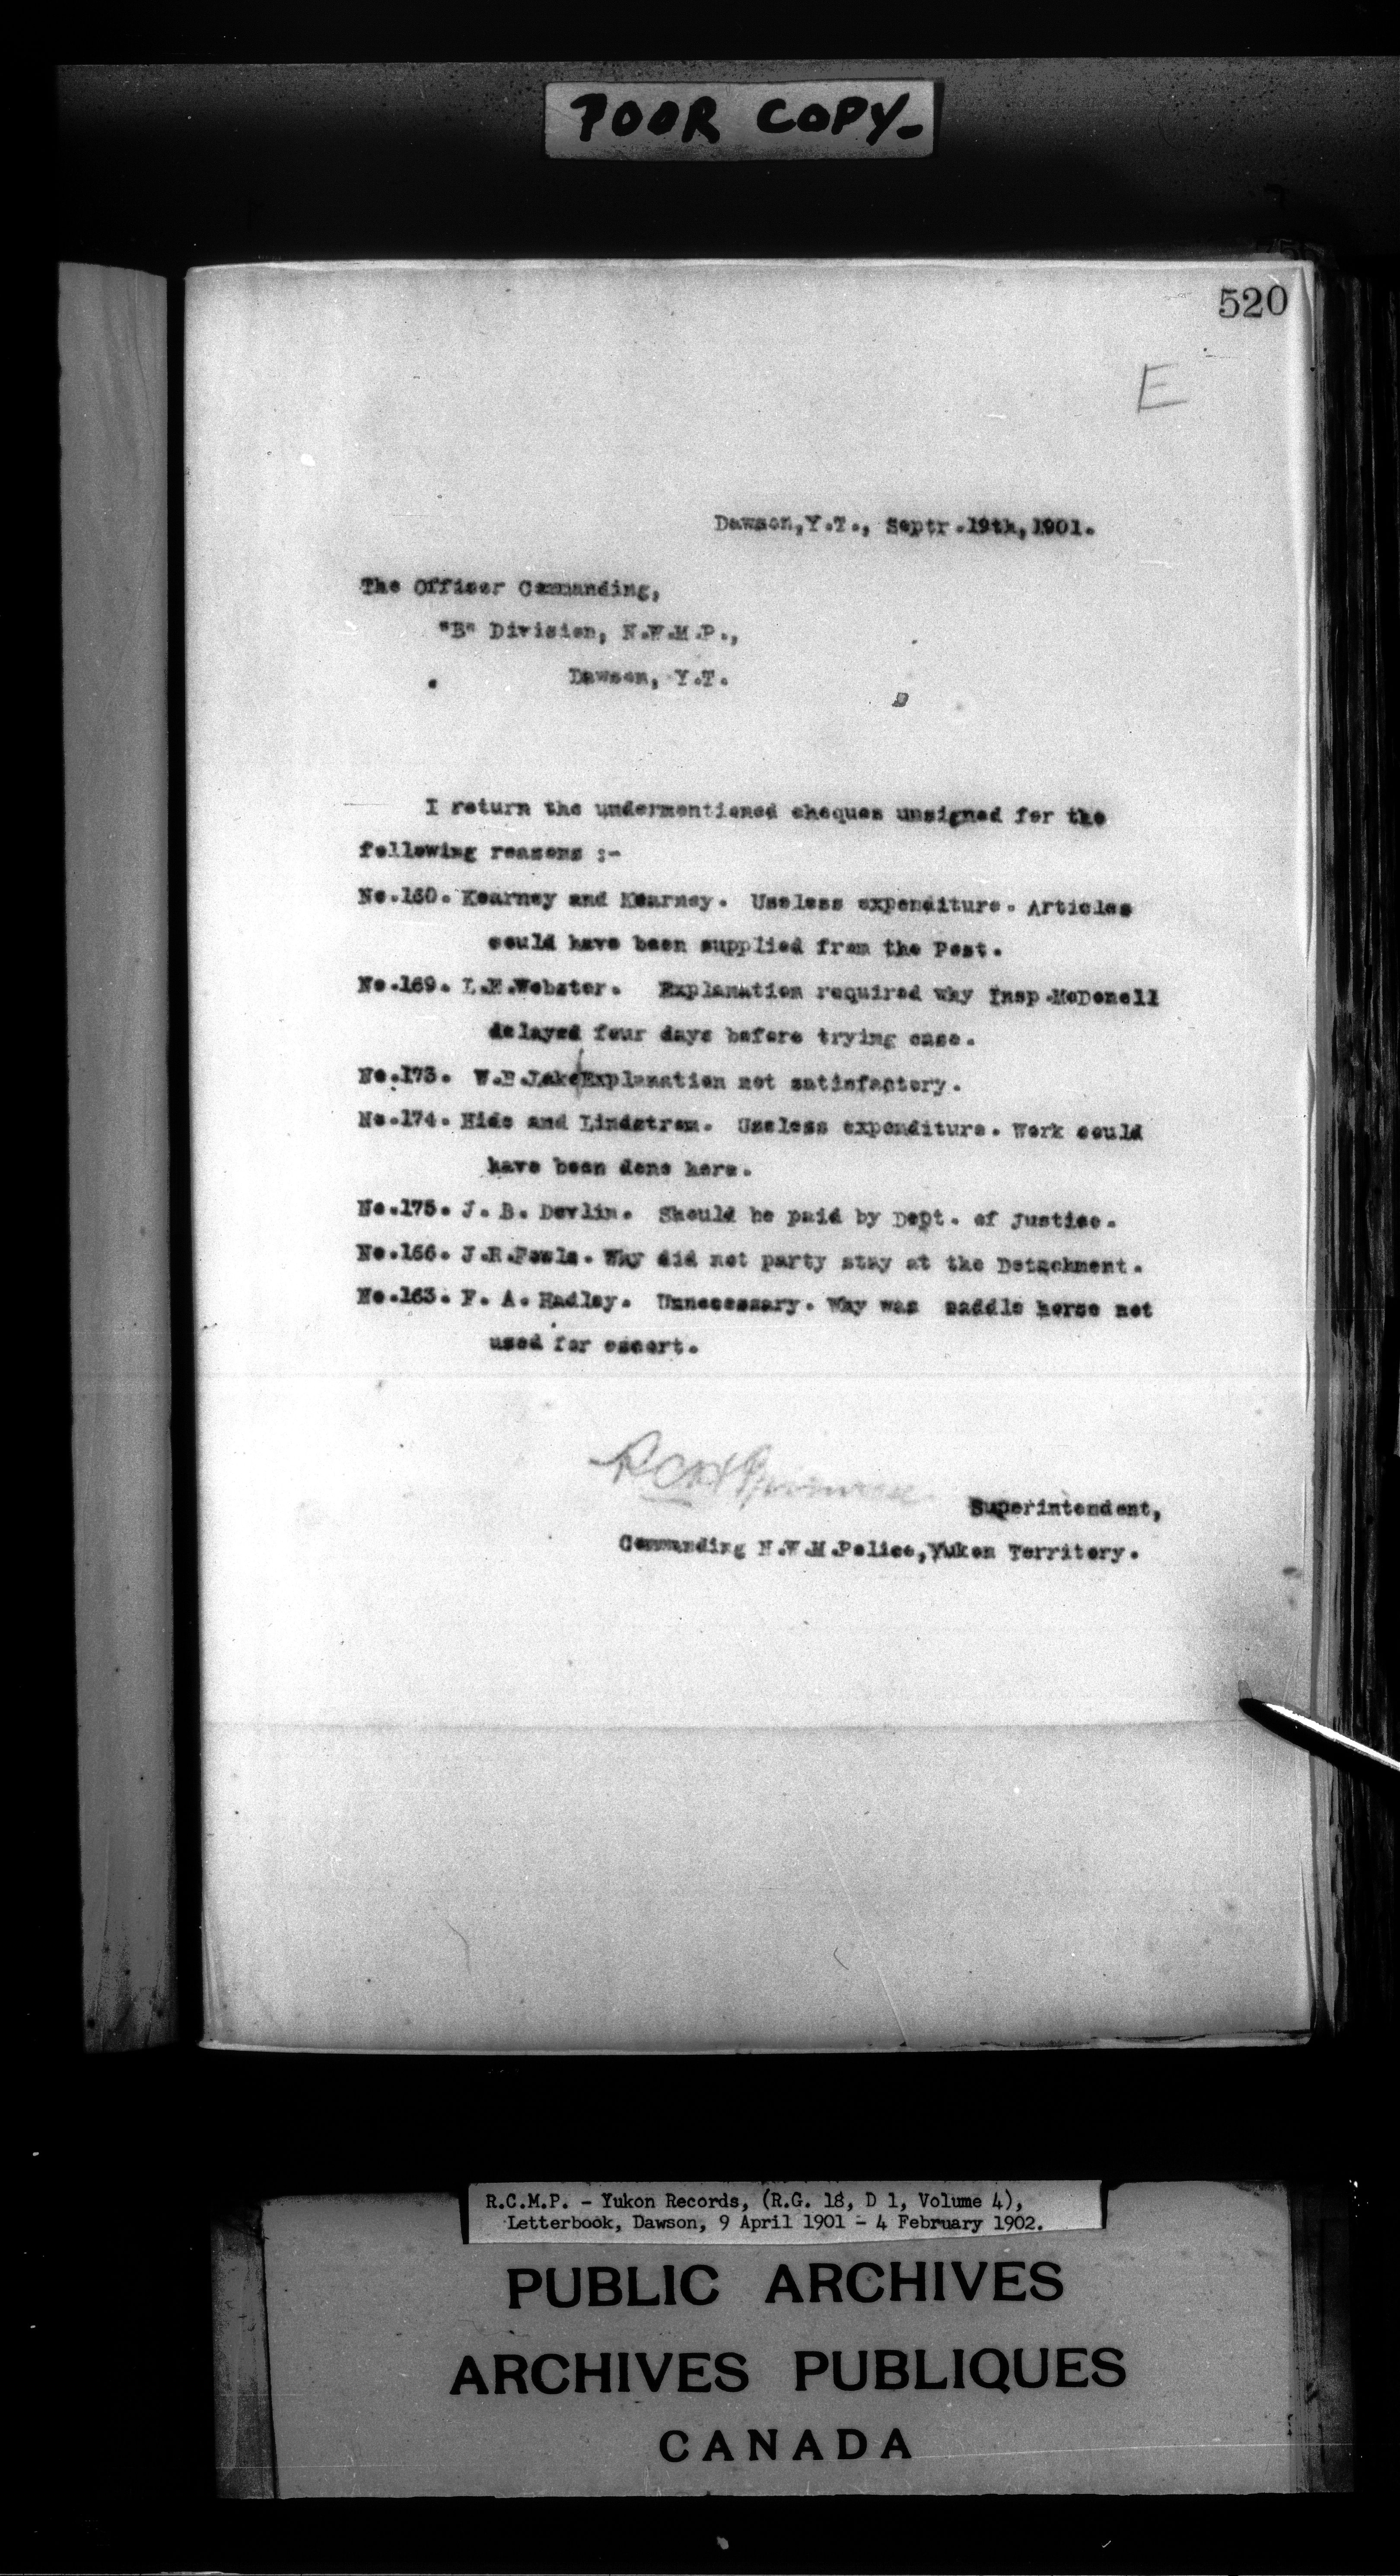 POOR COPY-
520
E
Dawson,Y.T., Septr.19th,1901.
The Officer Commanding,
"B" Division, N.W.M.P.,
Dawson, Y.T.
I return the undermentioned cheques unsigned for the
following reasons :-
No.160. Kearney and Kearney. Useless expenditure. Articles
could have been supplied from the Post.
No.169. L.E.Webster. Explanation required why Insp.McDonell
delayed four days before trying case.
No.173. W.E.Lake/Explanation not satisfactory.
No.174. Hide and Lindstrom. Useless expenditure. Work could
have been done here.
No.175. J. B. Devlin. Should be paid by Dept. of Justice.
No.166. J.R.Fowls. Why did not party stay at the Detachment.
No.163. F. A. Hadley. Unnecessary. Why was saddle horse not
used for escort.
Superintendent,
Commanding N.W.M.Police,Yukon Territory.
R.C.M.P. - Yukon Records, (R.G. 18, D 1, Volume 4),
Letterbook, Dawson, 9 April 1901 - 4 February 1902.
PUBLIC ARCHIVES
ARCHIVES PUBLIQUES
CANADA